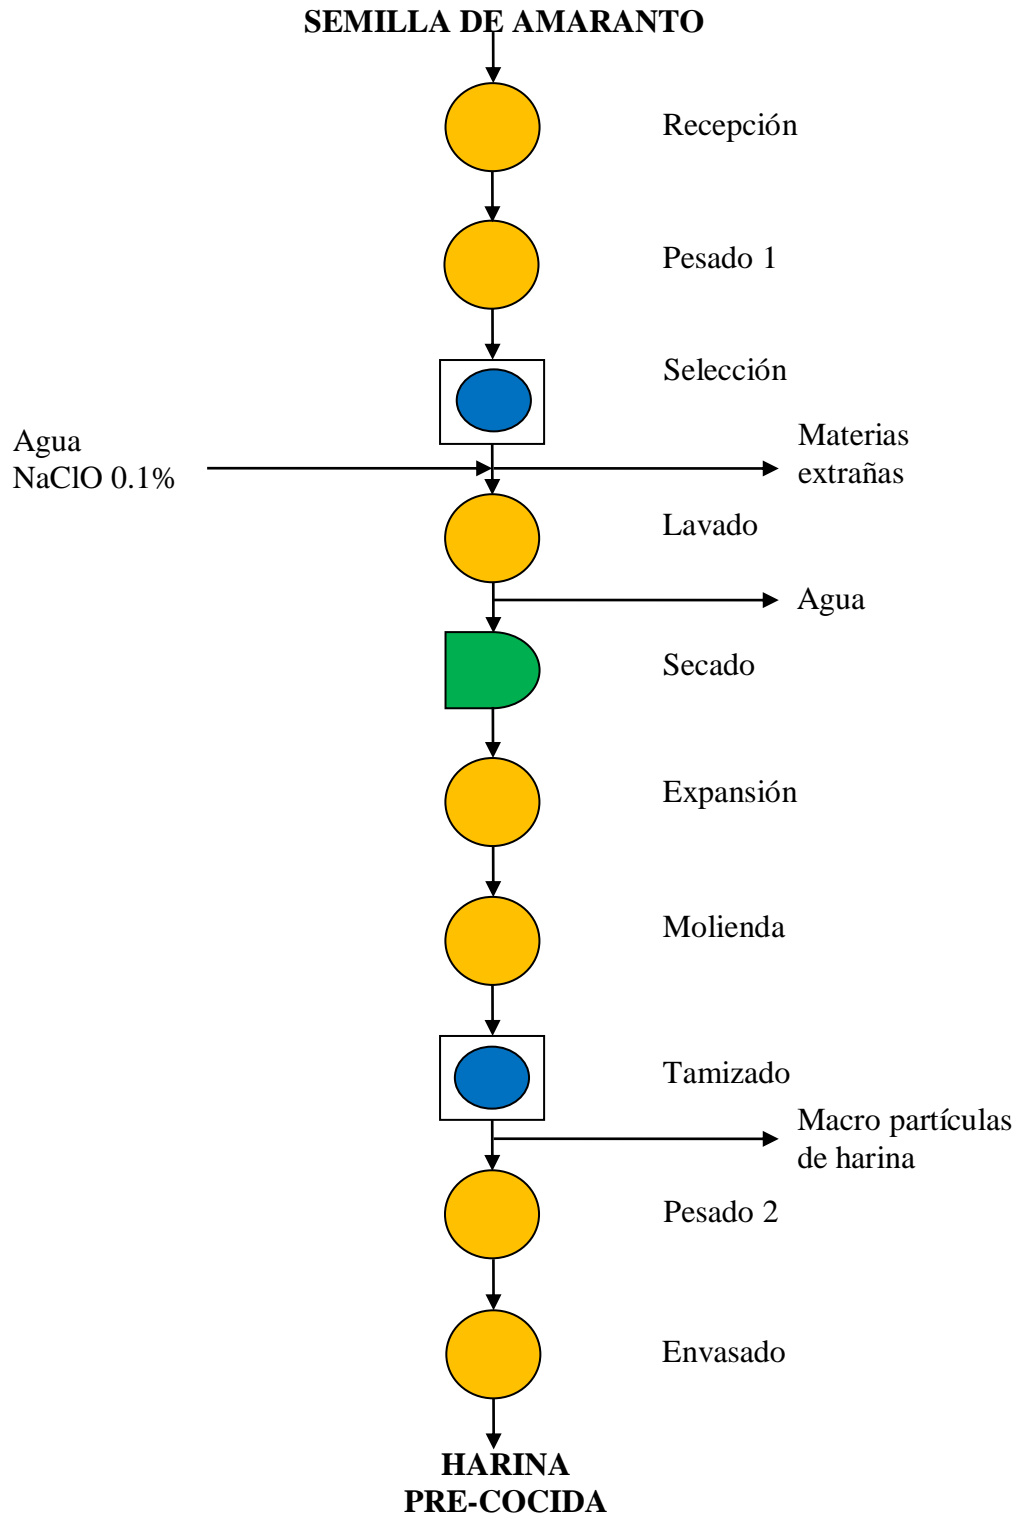 SEMILLA DE AMARANTO
Recepción
Pesado 1
Selección
Agua
NaClO 0.1%
Materias
extrañas
Lavado
Agua
Secado
Expansión
Molienda
Tamizado
Macro partículas
de harina
Pesado 2
Envasado
HARINA
PRE-COCIDA